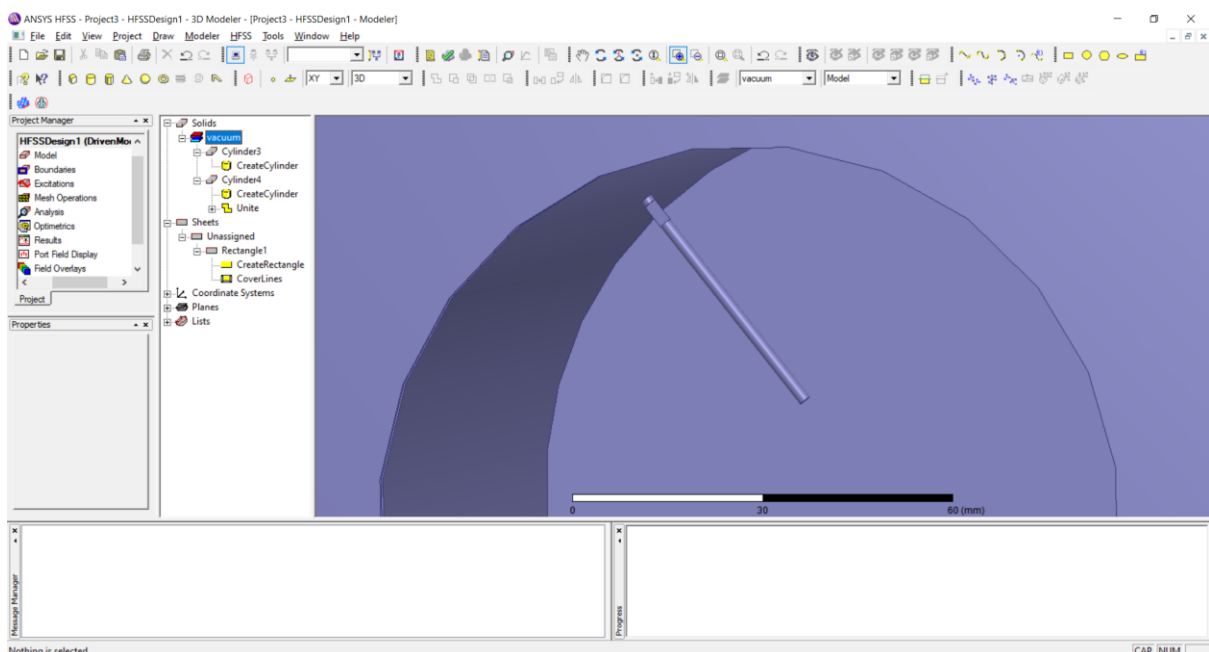 ANSYS HFSS - Project3 - HFSSDesign1 - 3D Modeler - [Project3 - HFSSDesign1 - Modeler]
File Edit View Project Draw Modeler HFSS Tools Window Help
XY 3D vacuum Model
Project Manager
HFSSDesign1 (DrivenMo
Model
Boundaries
Excitations
Mesh Operations
Analysis
Optimetrics
Results
Port Field Display
Field Overlays
Project
Properties
Solids
vacuum
Cylinder3
CreateCylinder
Cylinder4
CreateCylinder
Unite
Sheets
Unassigned
Rectangle1
CreateRectangle
CoverLines
Coordinate Systems
Planes
Lists
0 30 60 (mm)
Message Manager
Progress
Nothing is selected
CAP NUM